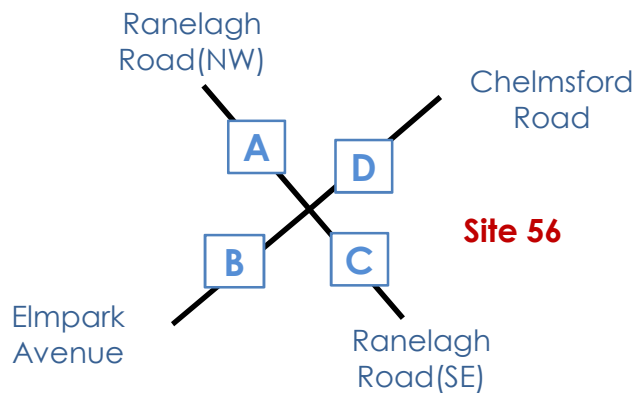 Ranelagh
Road(NW)
Chelmsford
Road
A
D
Site 56
B
C
Elmpark
Avenue
Ranelagh
Road(SE)